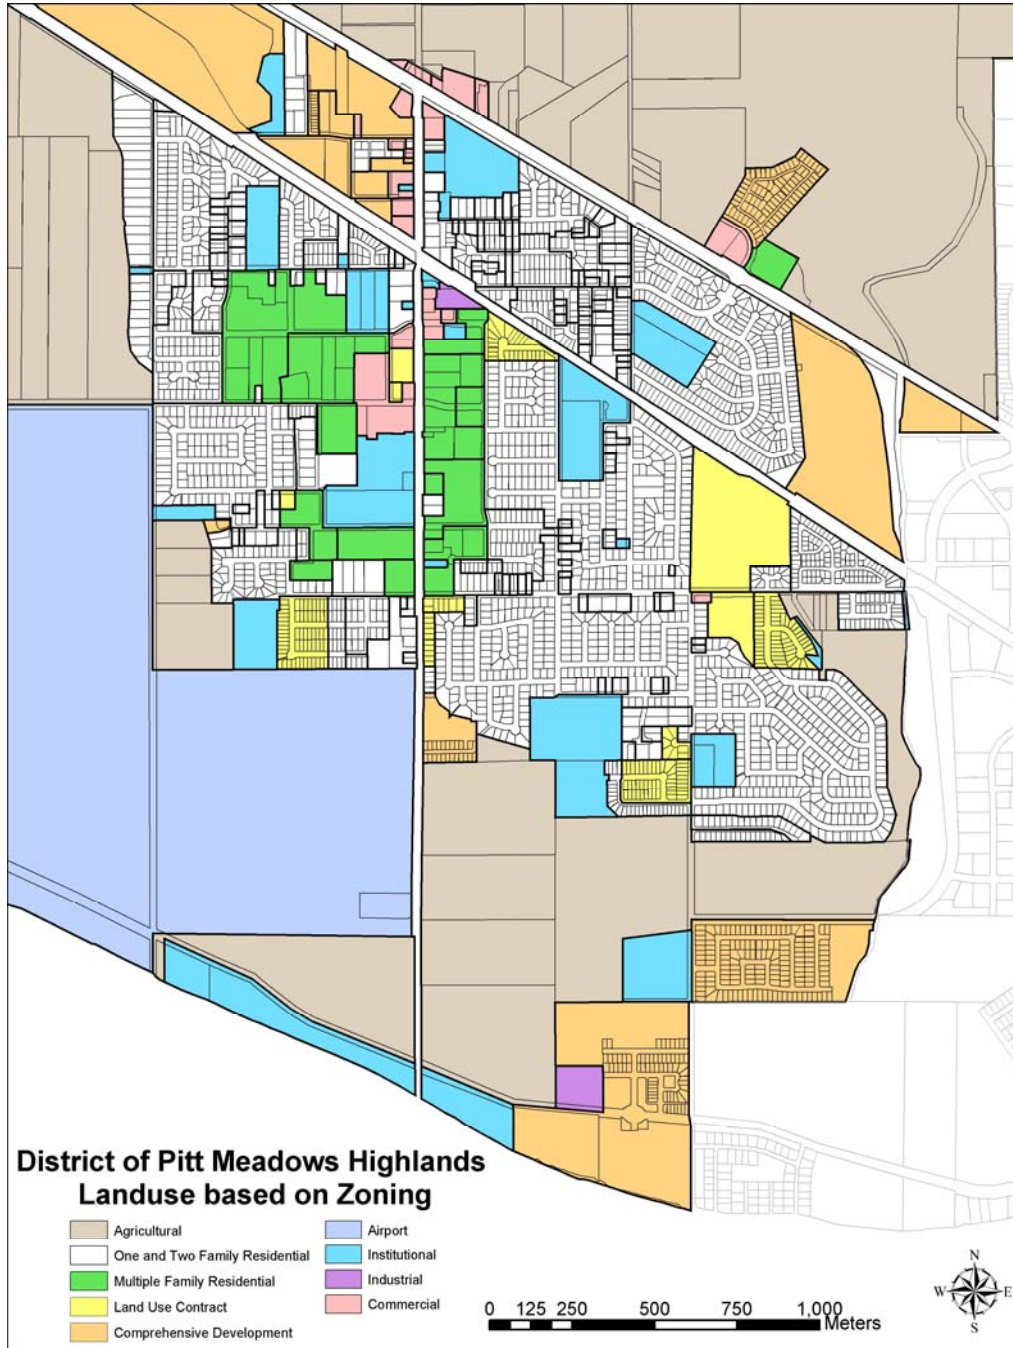 District of Pitt Meadows Highlands
Landuse based on Zoning
Agricultural
One and Two Family Residential
Multiple Family Residential
Land Use Contract
Comprehensive Development
Airport
Institutional
Industrial
Commercial
0 125 250 500 750 1,000
Meters
N
W E
S